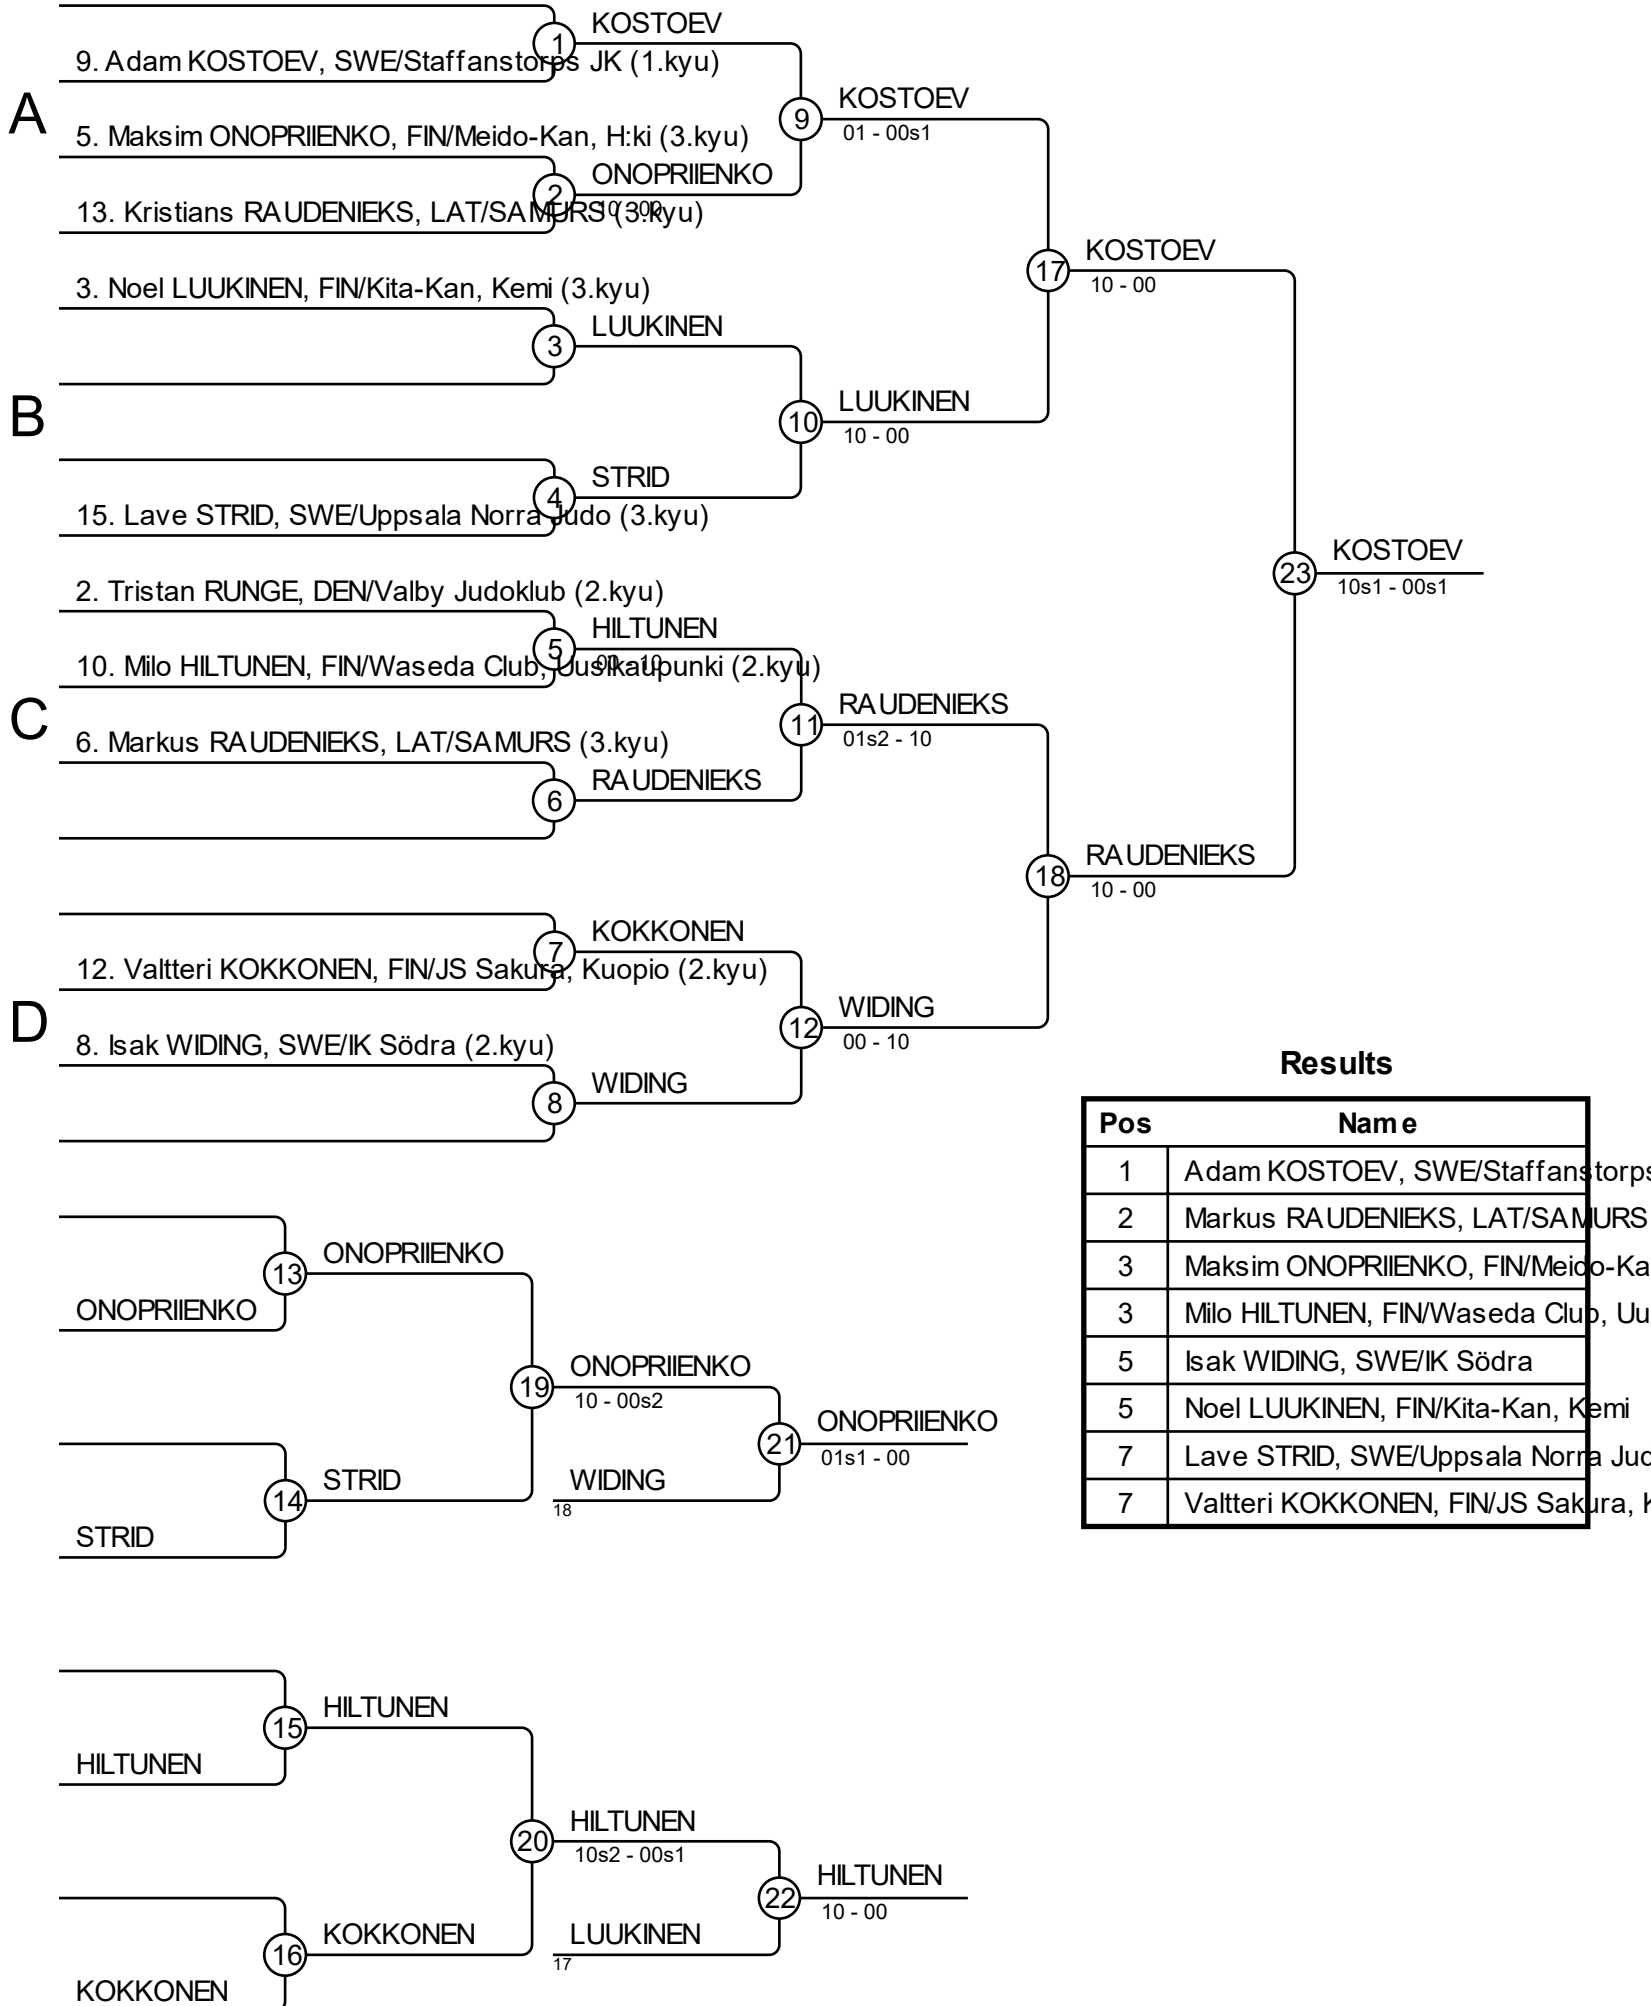 KOSTOEV
1
9. Adam KOSTOEV, SWE/Staffanstorps JK (1.kyu)
A
KOSTOEV
9
01 - 00s1
5. Maksim ONOPRIIENKO, FIN/Meido-Kan, H:ki (3.kyu)
ONOPRIIENKO
2
10 - 00
13. Kristians RAUDENIEKS, LAT/SAMURS (3.kyu)
KOSTOEV
17
10 - 00
3. Noel LUUKINEN, FIN/Kita-Kan, Kemi (3.kyu)
LUUKINEN
3
B
LUUKINEN
10
10 - 00
STRID
4
15. Lave STRID, SWE/Uppsala Norra Judo (3.kyu)
KOSTOEV
23
10s1 - 00s1
2. Tristan RUNGE, DEN/Valby Judoklub (2.kyu)
HILTUNEN
5
00 - 10
10. Milo HILTUNEN, FIN/Waseda Club, Uusikaupunki (2.kyu)
C
RAUDENIEKS
11
01s2 - 10
6. Markus RAUDENIEKS, LAT/SAMURS (3.kyu)
RAUDENIEKS
6
RAUDENIEKS
18
10 - 00
KOKKONEN
7
12. Valtteri KOKKONEN, FIN/JS Sakura, Kuopio (2.kyu)
D
WIDING
12
00 - 10
8. Isak WIDING, SWE/IK Södra (2.kyu)
WIDING
8
Results
Pos Name
1 Adam KOSTOEV, SWE/Staffanstorps
2 Markus RAUDENIEKS, LAT/SAMURS
3 Maksim ONOPRIIENKO, FIN/Meido-Ka
3 Milo HILTUNEN, FIN/Waseda Club, Uu
5 Isak WIDING, SWE/IK Södra
5 Noel LUUKINEN, FIN/Kita-Kan, Kemi
7 Lave STRID, SWE/Uppsala Norra Jud
7 Valtteri KOKKONEN, FIN/JS Sakura, K
ONOPRIIENKO
13
ONOPRIIENKO
ONOPRIIENKO
19
10 - 00s2
ONOPRIIENKO
21
01s1 - 00
STRID
14
WIDING
18
STRID
HILTUNEN
15
HILTUNEN
HILTUNEN
20
10s2 - 00s1
HILTUNEN
22
10 - 00
KOKKONEN
16
LUUKINEN
17
KOKKONEN